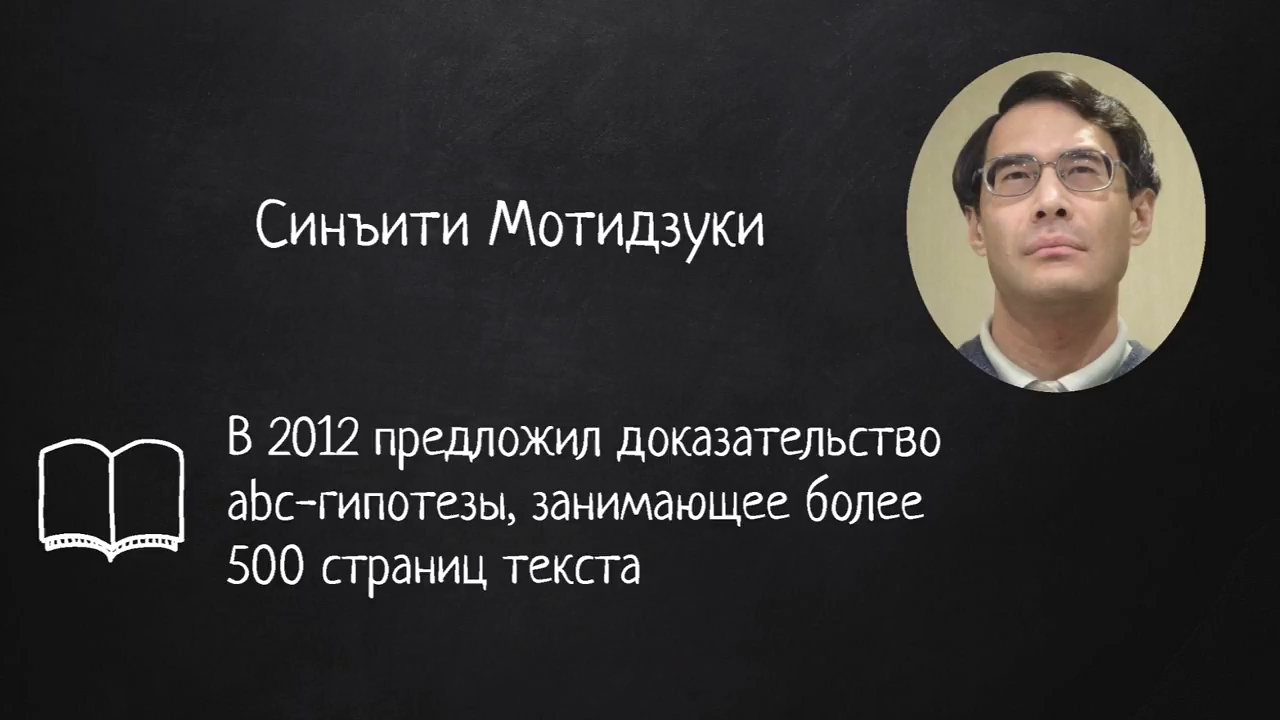 Синъити Мотидзуки
В 2012 предложил доказательство
abc-гипотезы, занимающее более
500 страниц текста